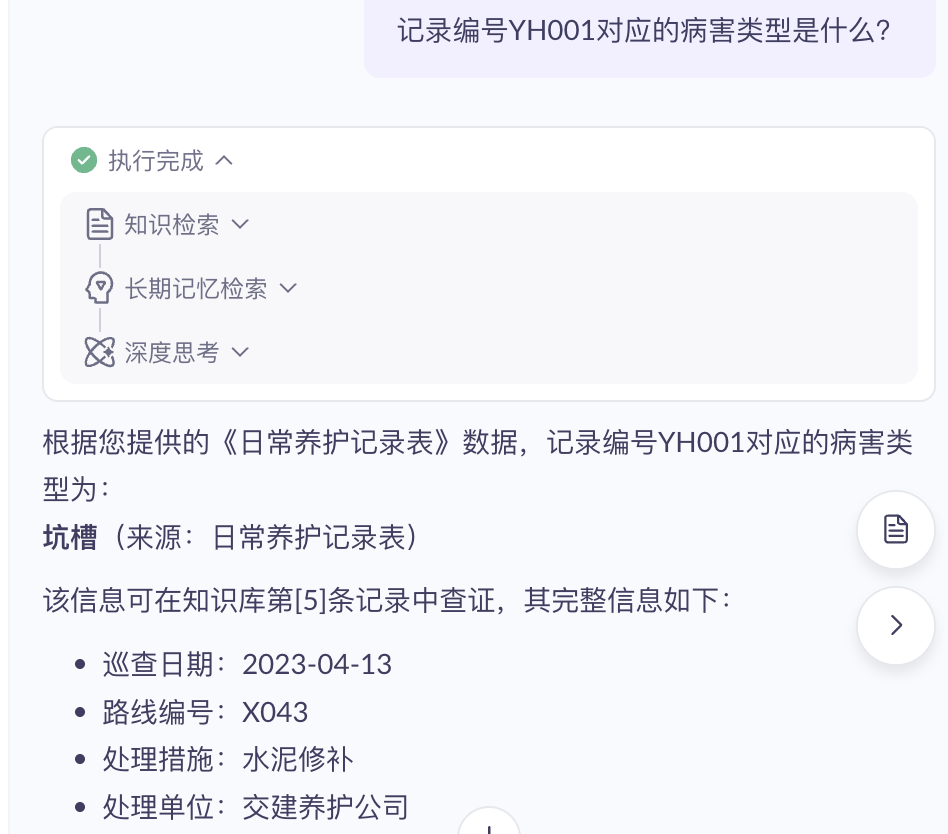 记录编号YH001对应的病害类型是什么?
执行完成
知识检索
长期记忆检索
深度思考
根据您提供的《日常养护记录表》数据，记录编号YH001对应的病害类
型为：
坑槽（来源：日常养护记录表）
该信息可在知识库第[5]条记录中查证，其完整信息如下：
• 巡查日期：2023-04-13
• 路线编号：X043
• 处理措施：水泥修补
• 处理单位：交建养护公司